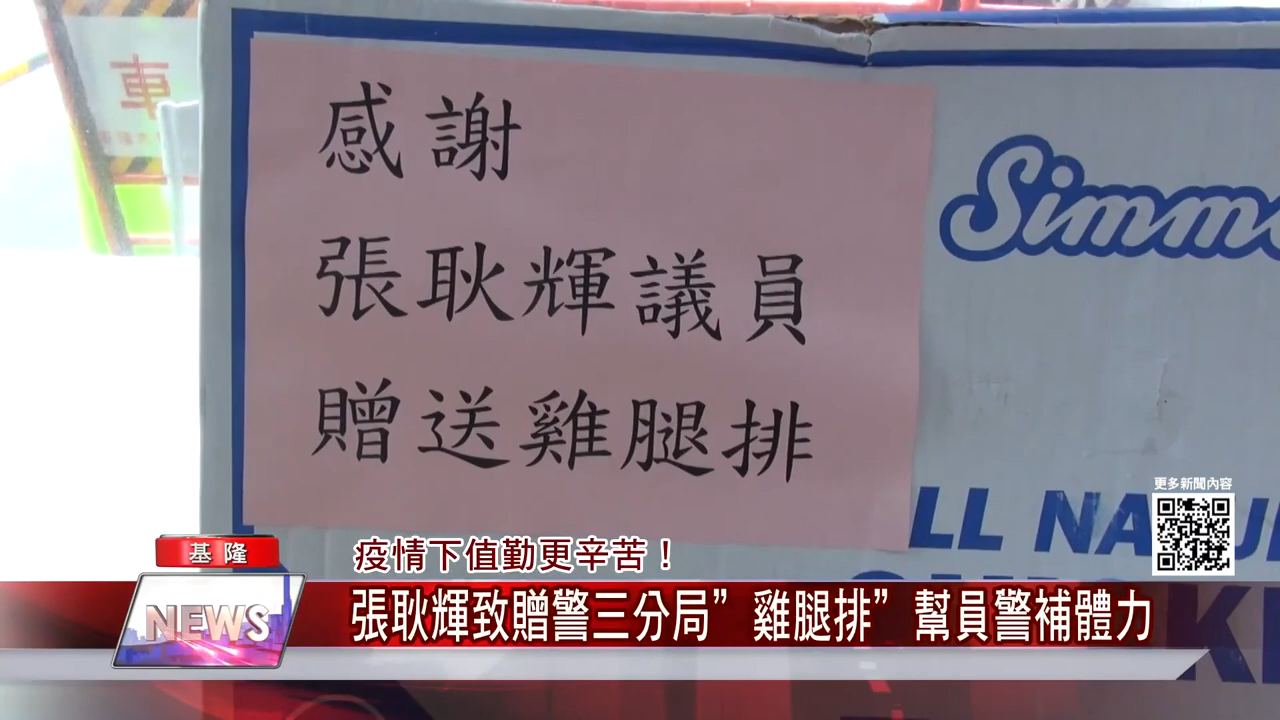 車
感謝
張耿輝議員
贈送雞腿排
Simm
LL NA
更多新聞內容
基隆
NEWS
疫情下值勤更辛苦！
張耿輝致贈警三分局”雞腿排”幫員警補體力